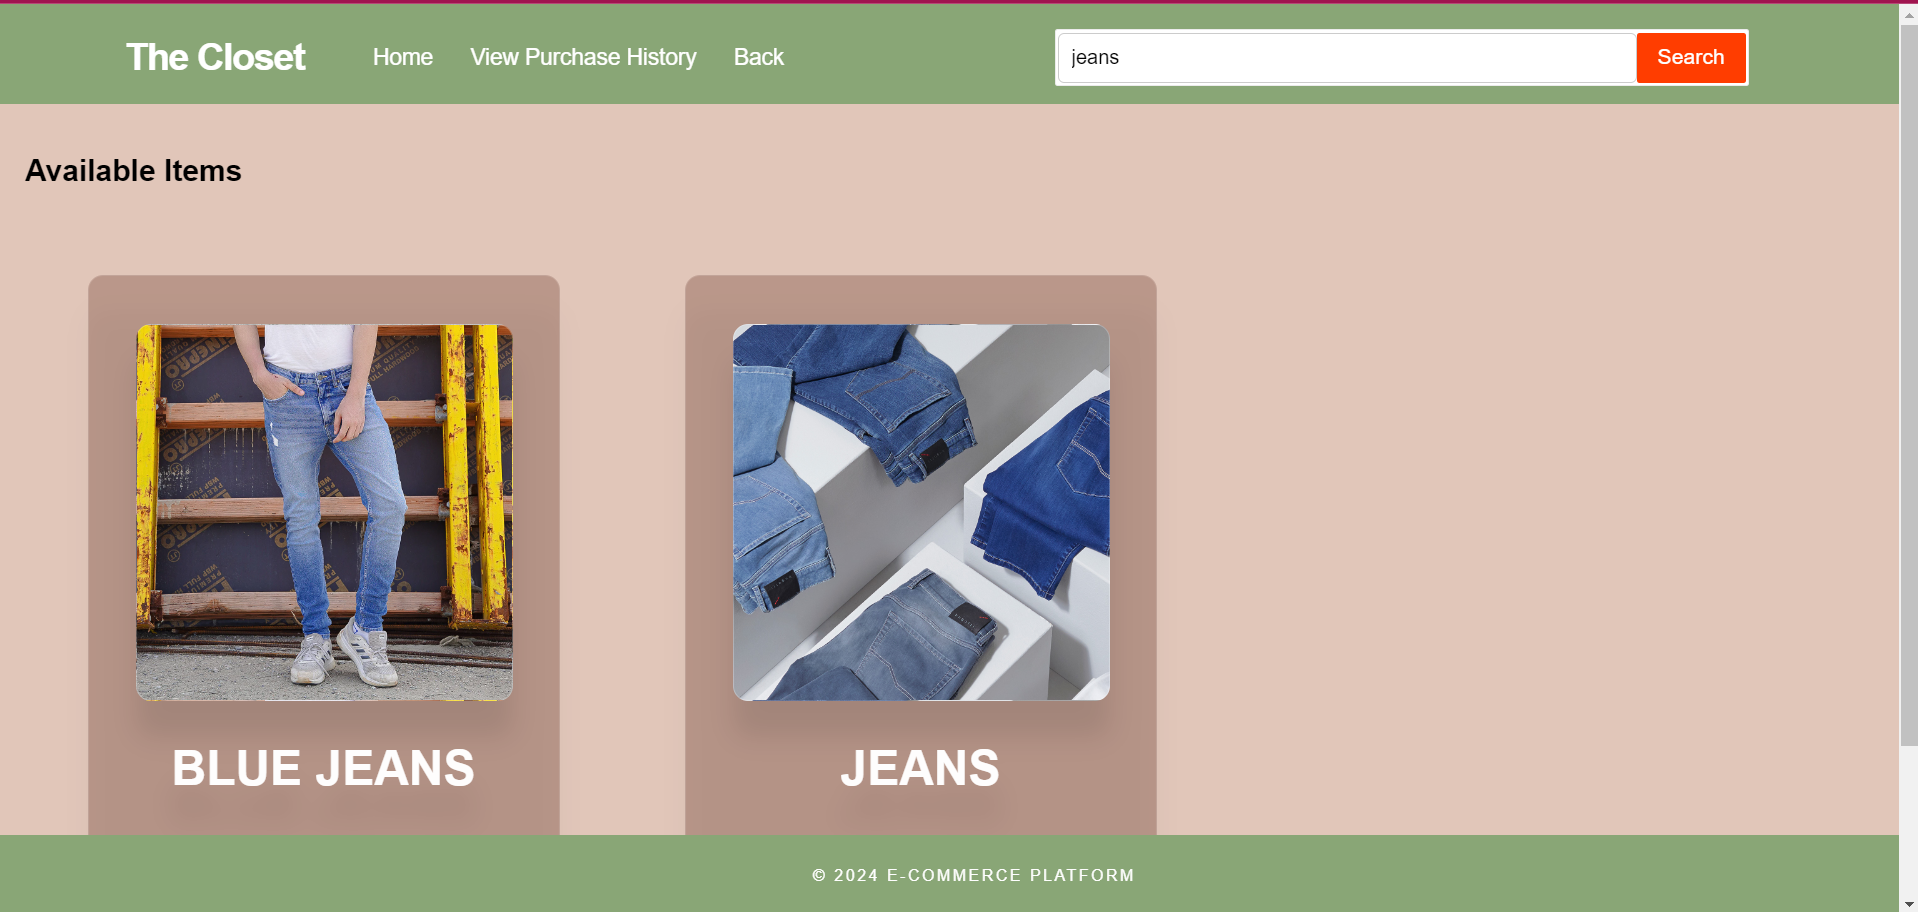 The Closet
Home
View Purchase History
Back
jeans
Search
Available Items
BLUE JEANS
JEANS
© 2024 E-COMMERCE PLATFORM